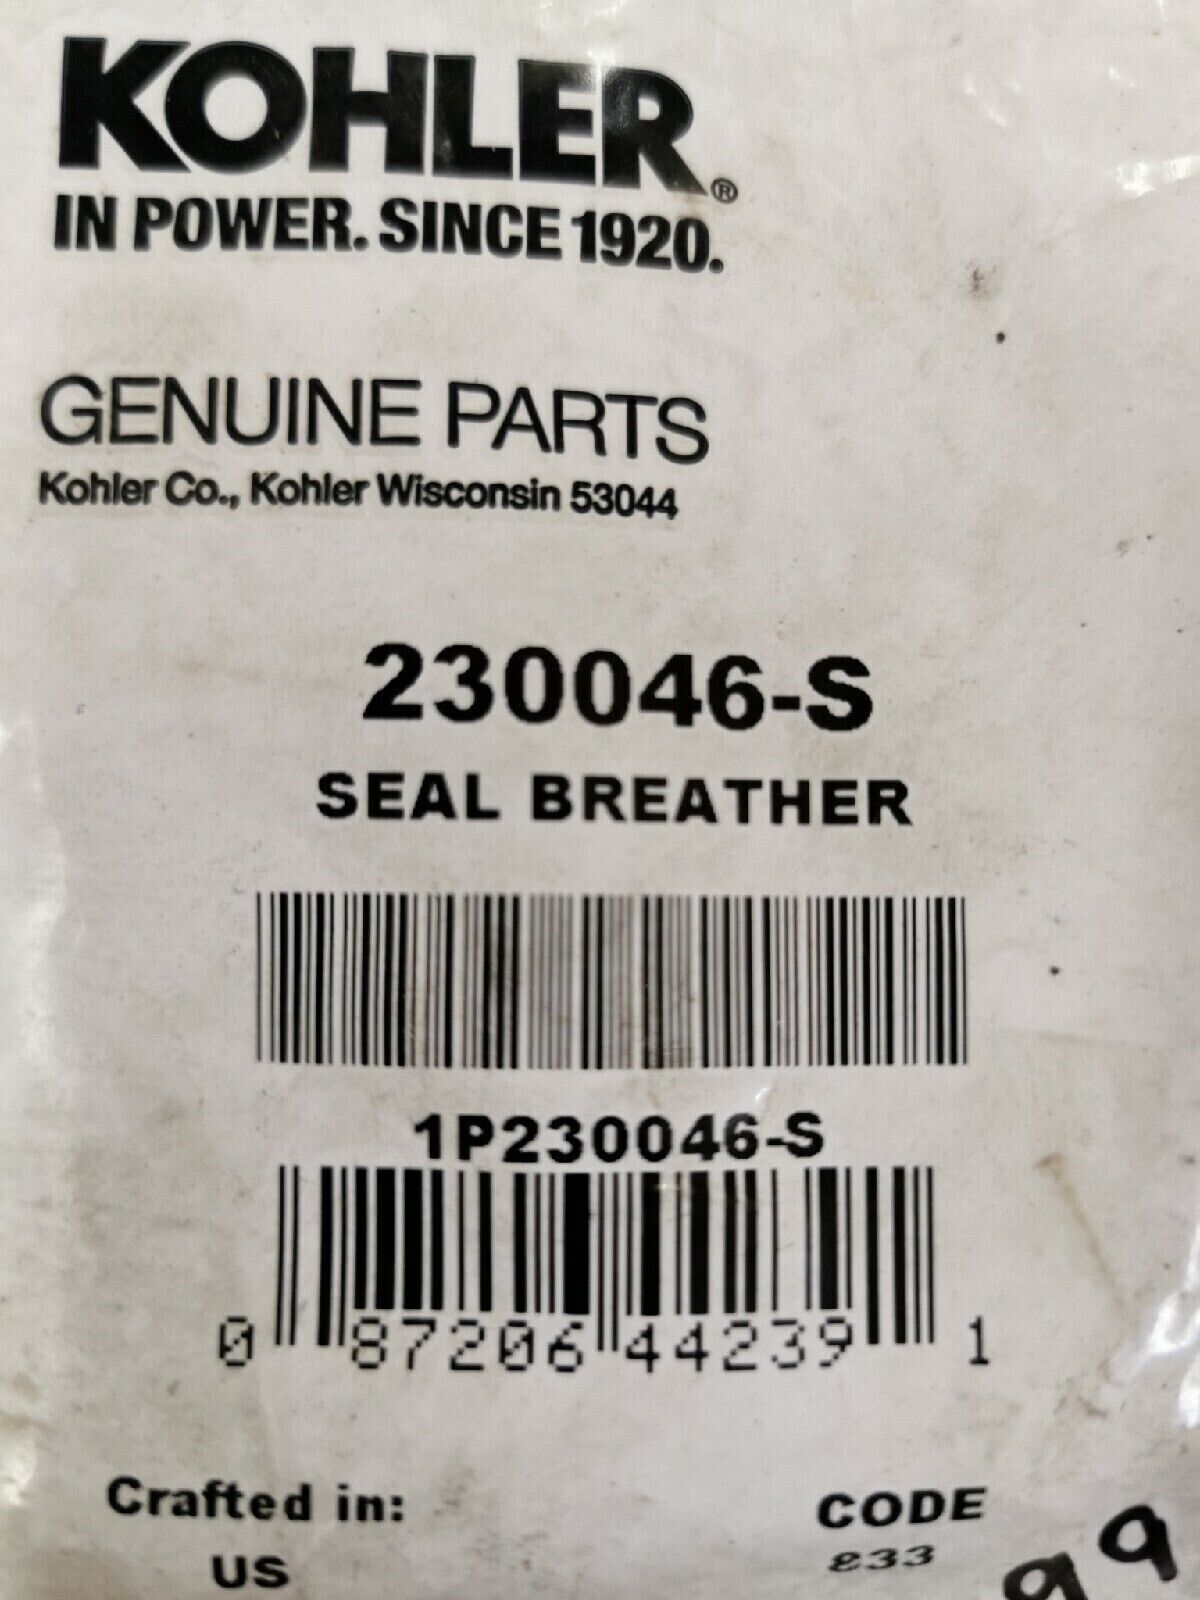 KOHLER®
IN POWER. SINCE 1920.
GENUINE PARTS
Kohler Co., Kohler Wisconsin 53044
230046-S
SEAL BREATHER
1P230046-S
0 87206 44239 1
Crafted in:
US
CODE
833
99